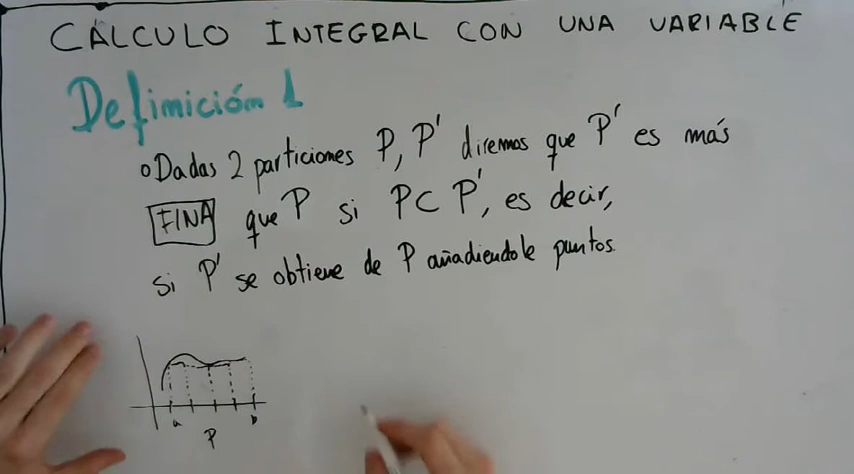 CÁLCULO INTEGRAL CON UNA VARIABLE
Definición 1
Dadas 2 particiones P, P' diremos que P' es más
FINA que P si P ⊂ P', es decir,
si P' se obtiene de P añadiendole puntos.
a b
P